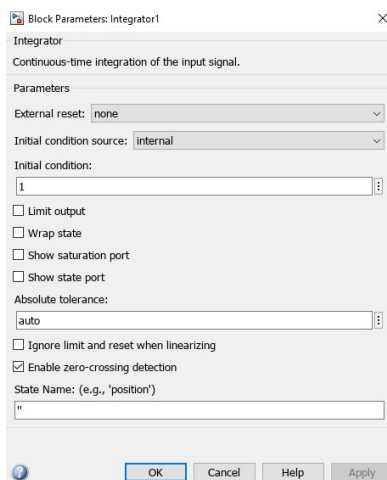 Block Parameters: Integrator1
Integrator
Continuous-time integration of the input signal.
Parameters
External reset: none
Initial condition source: internal
Initial condition:
1
Limit output
Wrap state
Show saturation port
Show state port
Absolute tolerance:
auto
Ignore limit and reset when linearizing
Enable zero-crossing detection
State Name: (e.g., 'position')
''
OK Cancel Help Apply